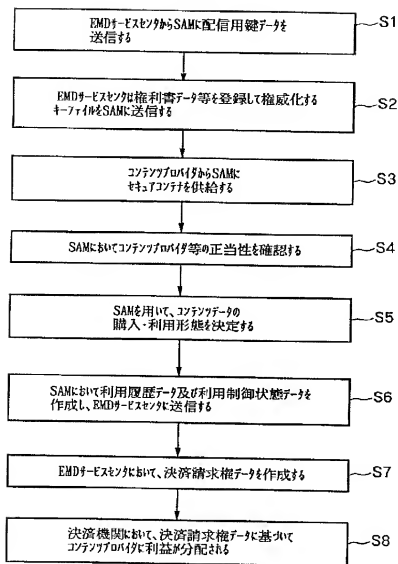 EMDサービスセンタからSAMに配信用鍵データを
送信する
S1
EMDサービスセンタは権利書データ等を登録して権威化する
キーファイルをSAMに送信する
S2
コンテンツプロバイダからSAMに
セキュアコンテナを供給する
S3
SAMにおいてコンテンツプロバイダ等の正当性を確認する
S4
SAMを用いて、コンテンツデータの
購入・利用形態を決定する
S5
SAMにおいて利用履歴データ及び利用制御状態データを
作成し、EMDサービスセンタに送信する
S6
EMDサービスセンタにおいて、決済請求権データを作成する
S7
決済機関において、決済請求権データに基づいて
コンテンツプロバイダに利益が分配される
S8